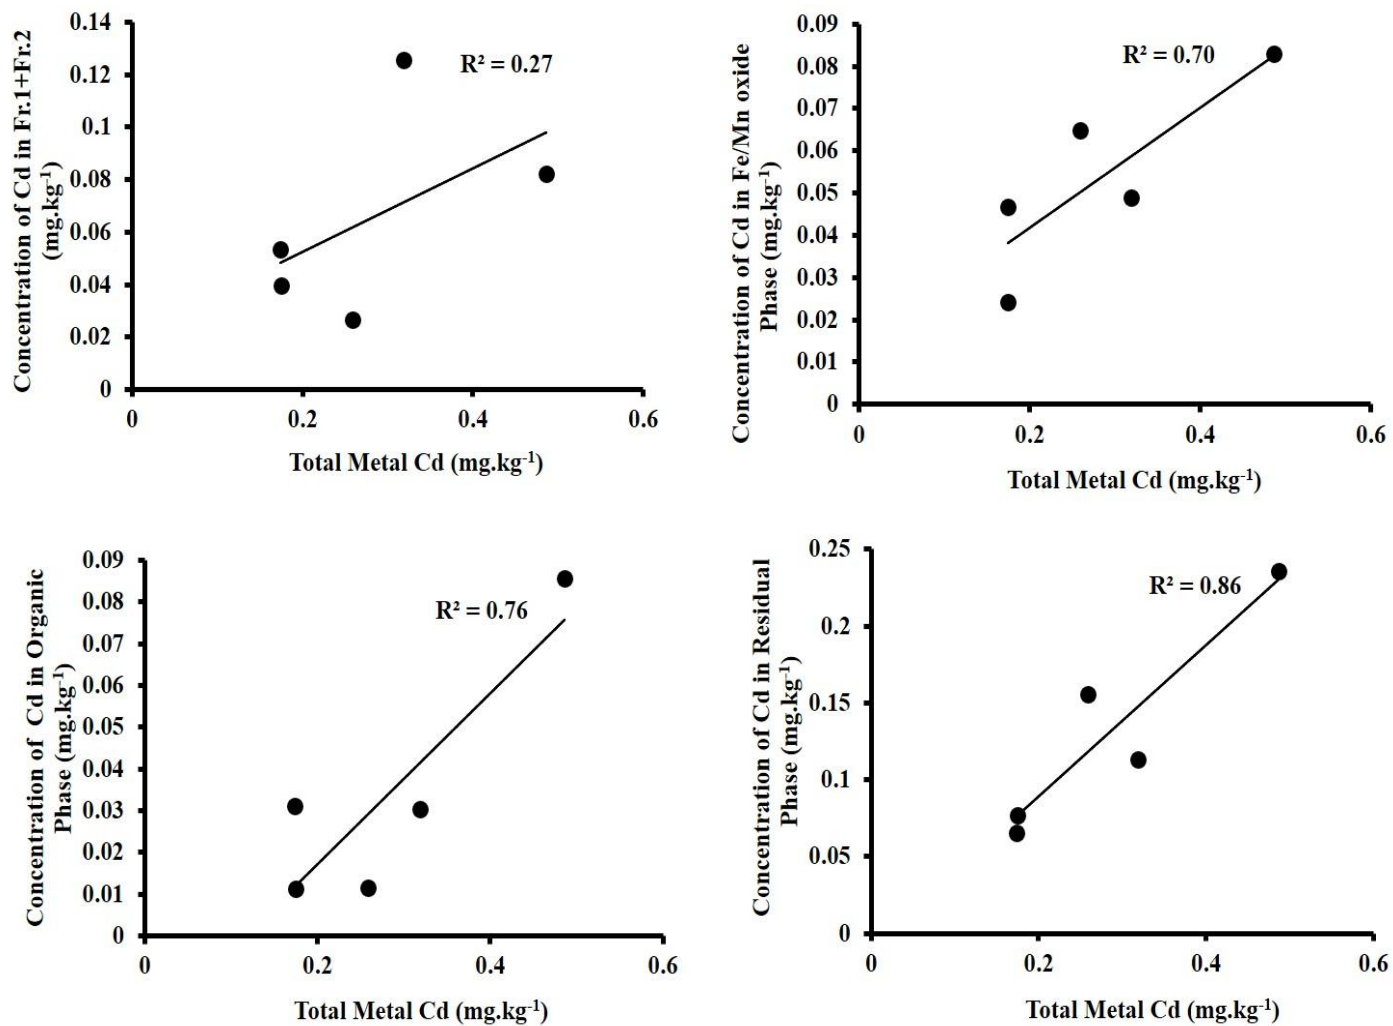 Concentration of Cd in Fr.1+Fr.2
(mg.kg⁻¹)
0.14
0.12
0.1
0.08
0.06
0.04
0.02
0
R² = 0.27
0 0.2 0.4 0.6
Total Metal Cd (mg.kg⁻¹)
Concentration of Cd in Fe/Mn oxide
Phase (mg.kg⁻¹)
0.09
0.08
0.07
0.06
0.05
0.04
0.03
0.02
0.01
0
R² = 0.70
0 0.2 0.4 0.6
Total Metal Cd (mg.kg⁻¹)
Concentration of Cd in Organic
Phase (mg.kg⁻¹)
0.09
0.08
0.07
0.06
0.05
0.04
0.03
0.02
0.01
0
R² = 0.76
0 0.2 0.4 0.6
Total Metal Cd (mg.kg⁻¹)
Concentration of Cd in Residual
Phase (mg.kg⁻¹)
0.25
0.2
0.15
0.1
0.05
0
R² = 0.86
0 0.2 0.4 0.6
Total Metal Cd (mg.kg⁻¹)